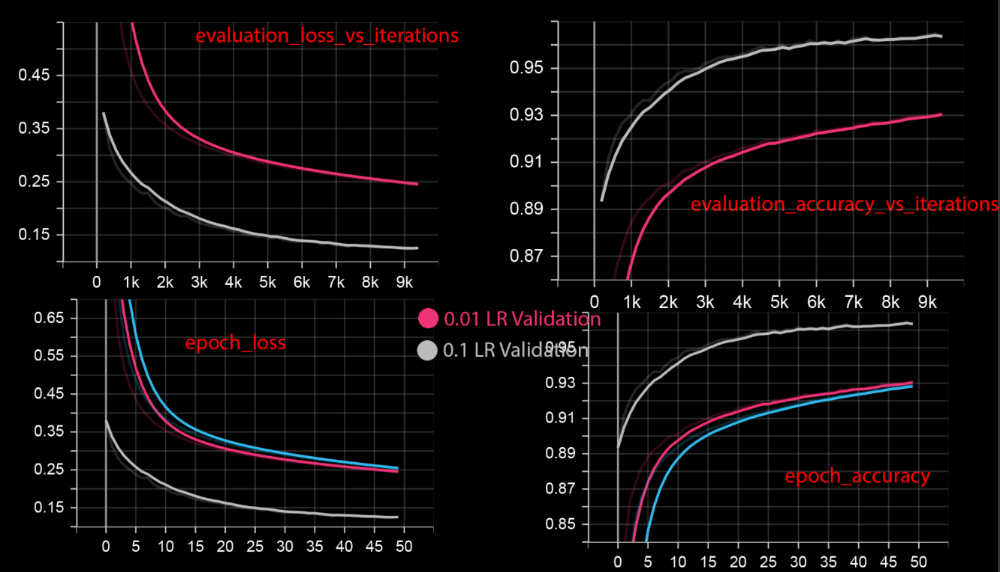 evaluation_loss_vs_iterations
0.45
0.35
0.25
0.15
0 1k 2k 3k 4k 5k 6k 7k 8k 9k
0.95
0.93
0.91
0.89
0.87
evaluation_accuracy_vs_iterations
0 1k 2k 3k 4k 5k 6k 7k 8k 9k
0.65
0.55
0.45
0.35
0.25
0.15
epoch_loss
0 5 10 15 20 25 30 35 40 45 50
0.01 LR Validation
0.1 LR Validation
0.95
0.93
0.91
0.89
0.87
0.85
epoch_accuracy
0 5 10 15 20 25 30 35 40 45 50